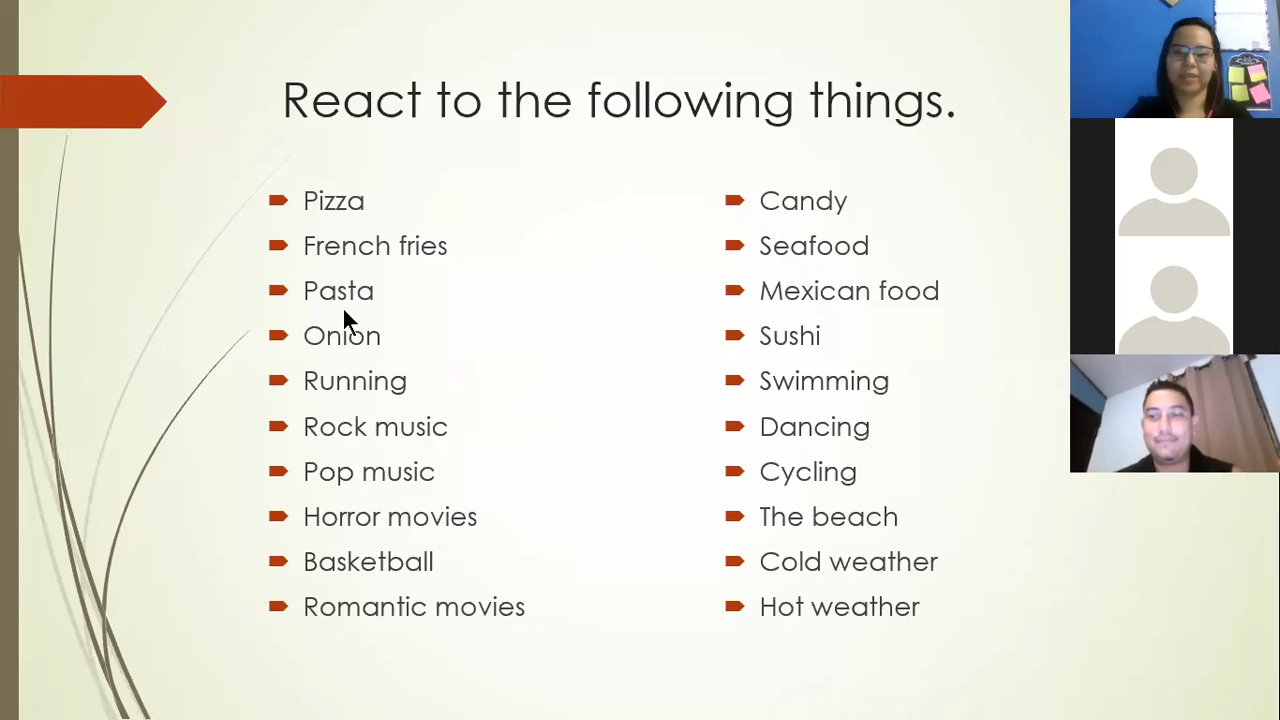 React to the following things.
Pizza
French fries
Pasta
Onion
Running
Rock music
Pop music
Horror movies
Basketball
Romantic movies
Candy
Seafood
Mexican food
Sushi
Swimming
Dancing
Cycling
The beach
Cold weather
Hot weather